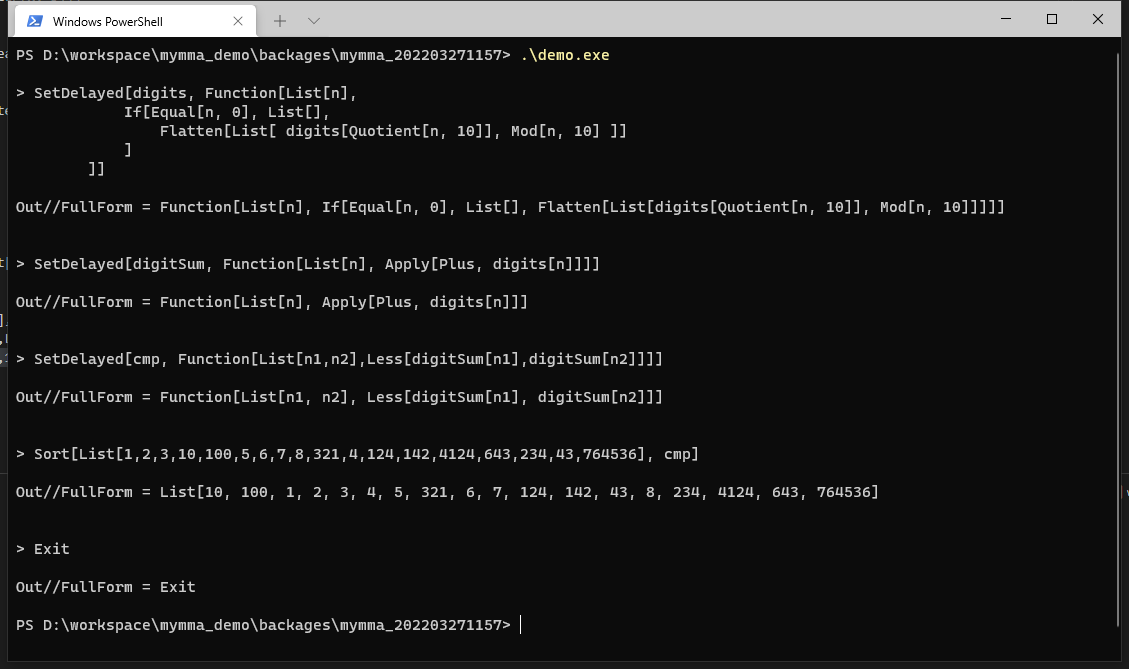 Windows PowerShell
PS D:\workspace\mymma_demo\backages\mymma_202203271157> .\demo.exe
> SetDelayed[digits, Function[List[n],
            If[Equal[n, 0], List[],
                Flatten[List[ digits[Quotient[n, 10]], Mod[n, 10] ]]
            ]
        ]]
Out//FullForm = Function[List[n], If[Equal[n, 0], List[], Flatten[List[digits[Quotient[n, 10]], Mod[n, 10]]]]]
> SetDelayed[digitSum, Function[List[n], Apply[Plus, digits[n]]]]
Out//FullForm = Function[List[n], Apply[Plus, digits[n]]]
> SetDelayed[cmp, Function[List[n1,n2],Less[digitSum[n1],digitSum[n2]]]]
Out//FullForm = Function[List[n1, n2], Less[digitSum[n1], digitSum[n2]]]
> Sort[List[1,2,3,10,100,5,6,7,8,321,4,124,142,4124,643,234,43,764536], cmp]
Out//FullForm = List[10, 100, 1, 2, 3, 4, 5, 321, 6, 7, 124, 142, 43, 8, 234, 4124, 643, 764536]
> Exit
Out//FullForm = Exit
PS D:\workspace\mymma_demo\backages\mymma_202203271157>